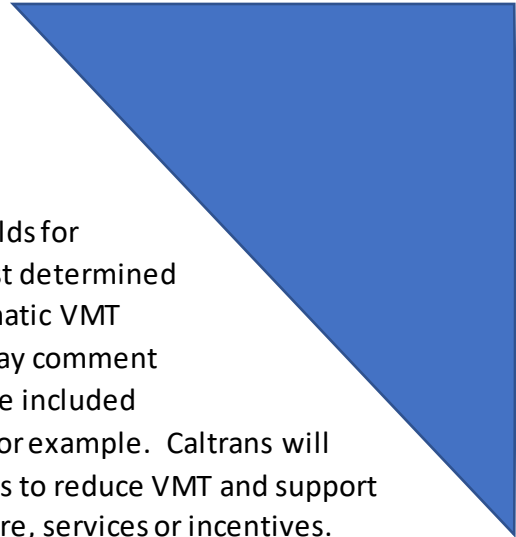 lds for
st determined
natic VMT
ay comment
e included
or example.  Caltrans will
s to reduce VMT and support
re, services or incentives.